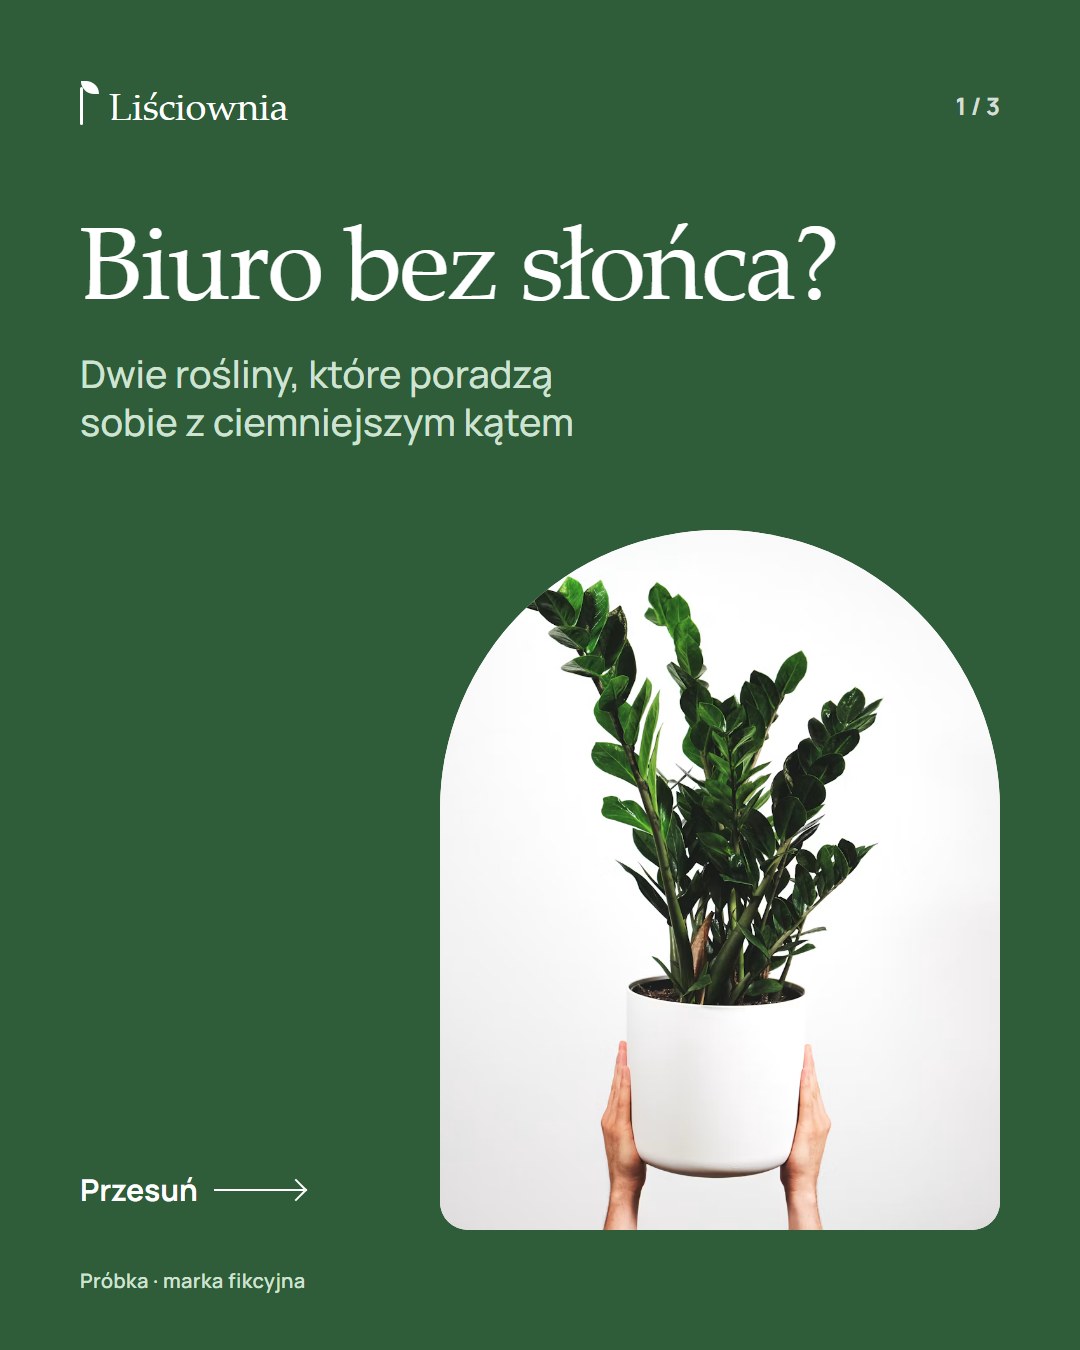 Liściownia
1 / 3
Biuro bez słońca?
Dwie rośliny, które poradzą
sobie z ciemniejszym kątem
Przesuń
Próbka · marka fikcyjna